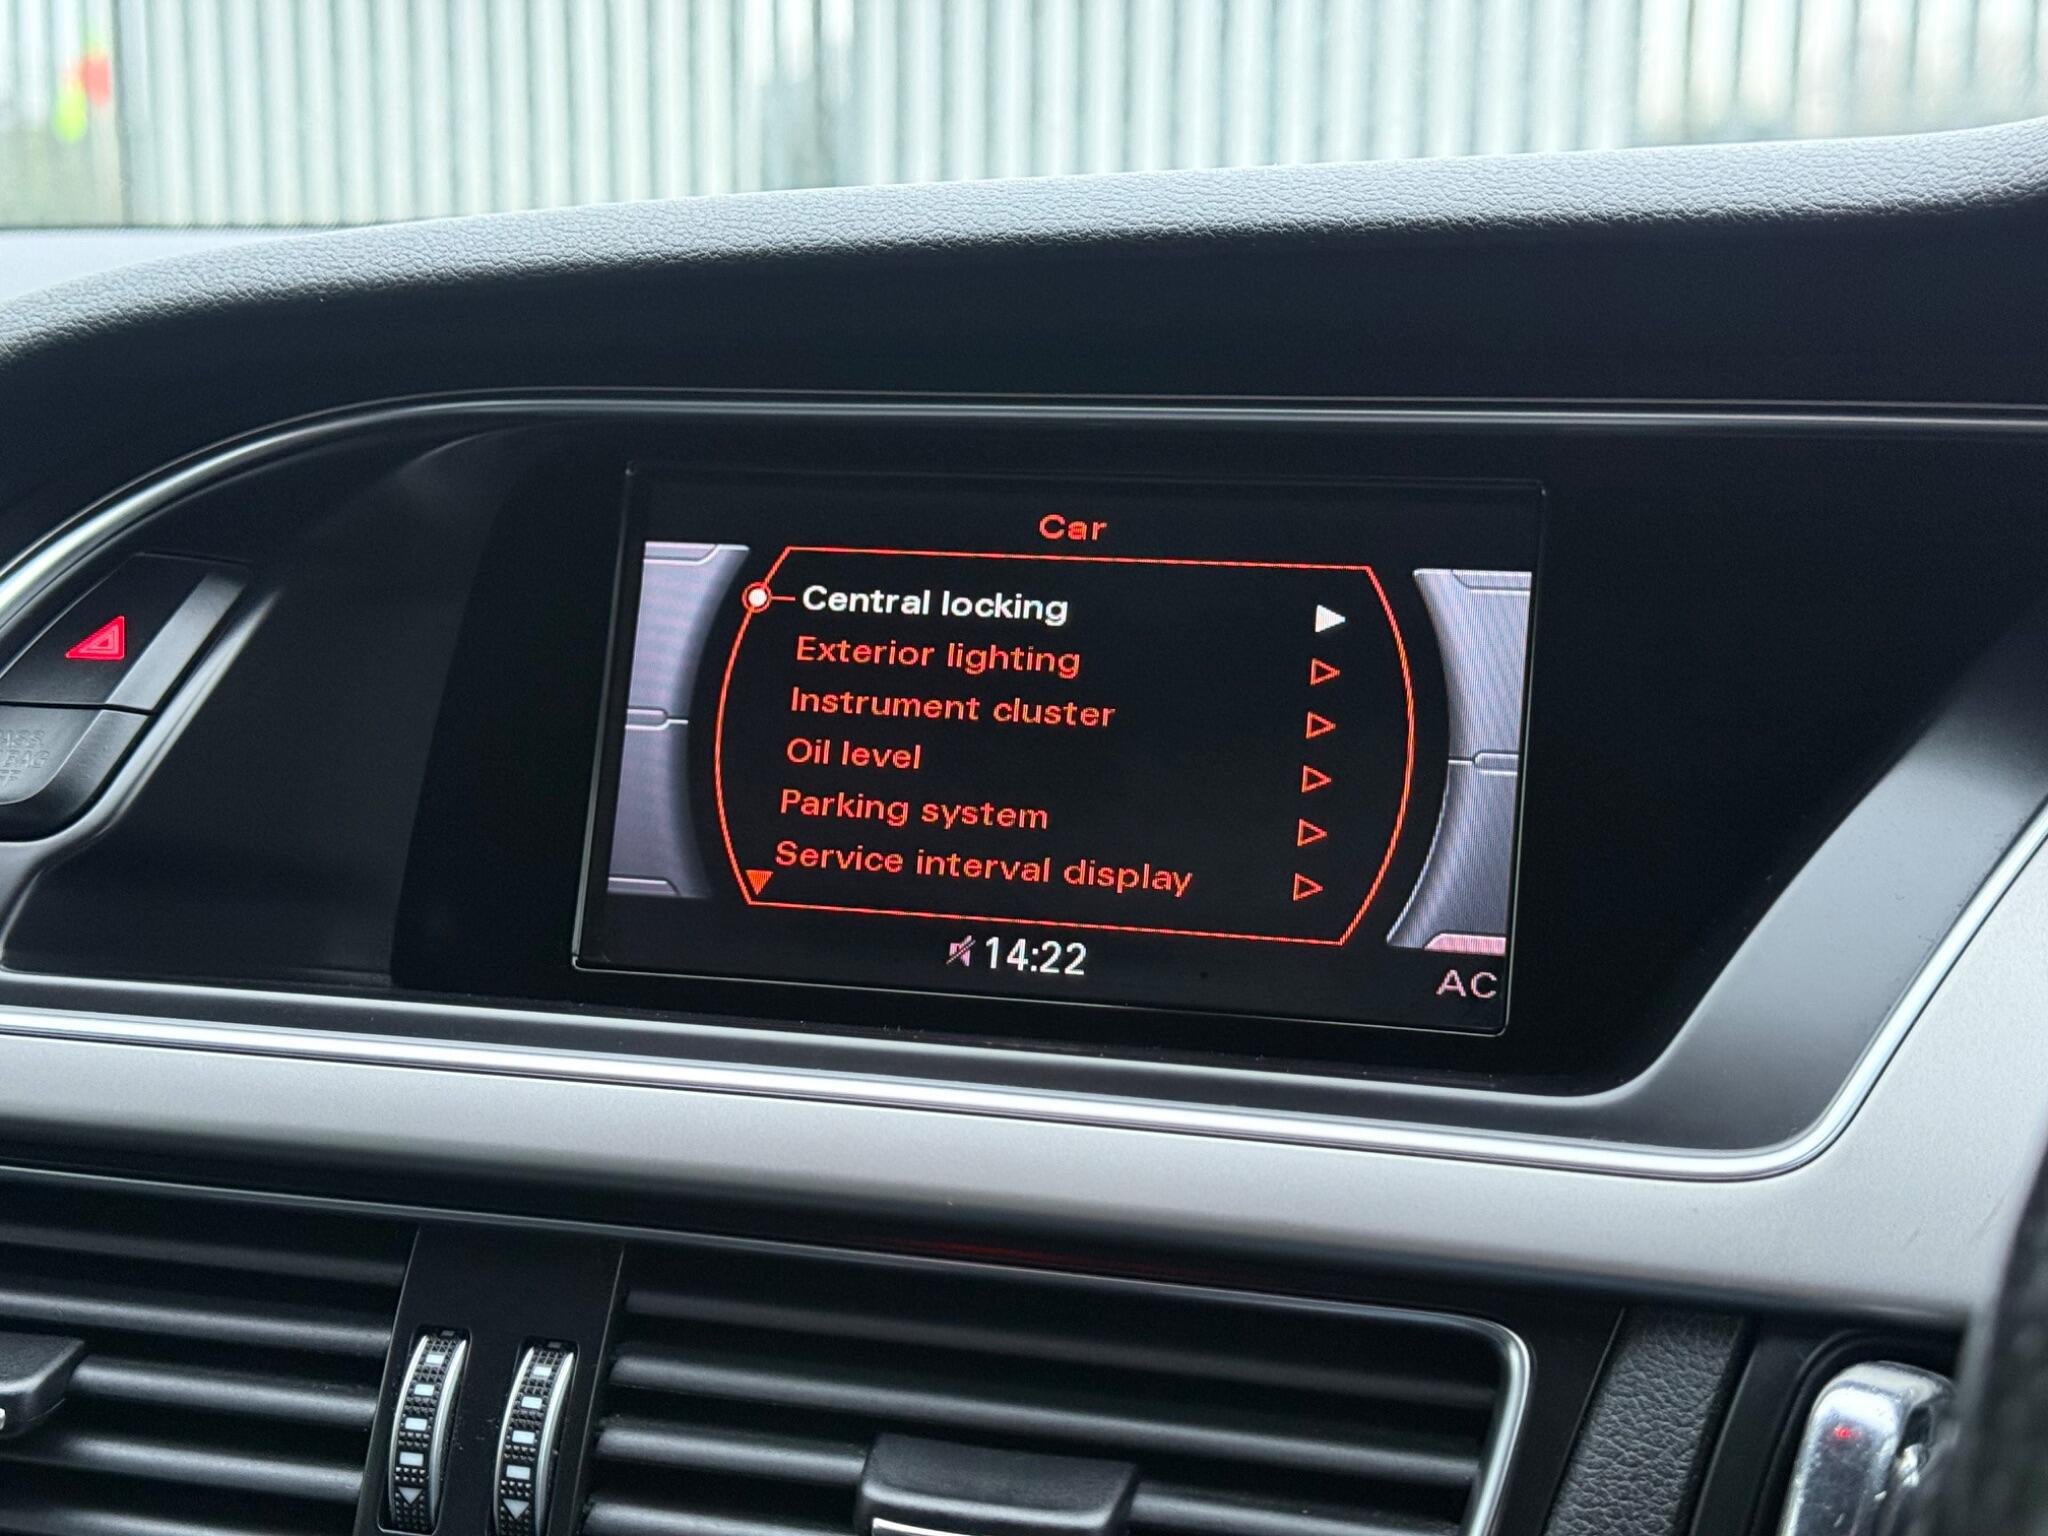 Car
Central locking
Exterior lighting
Instrument cluster
Oil level
Parking system
Service interval display
14:22
AC